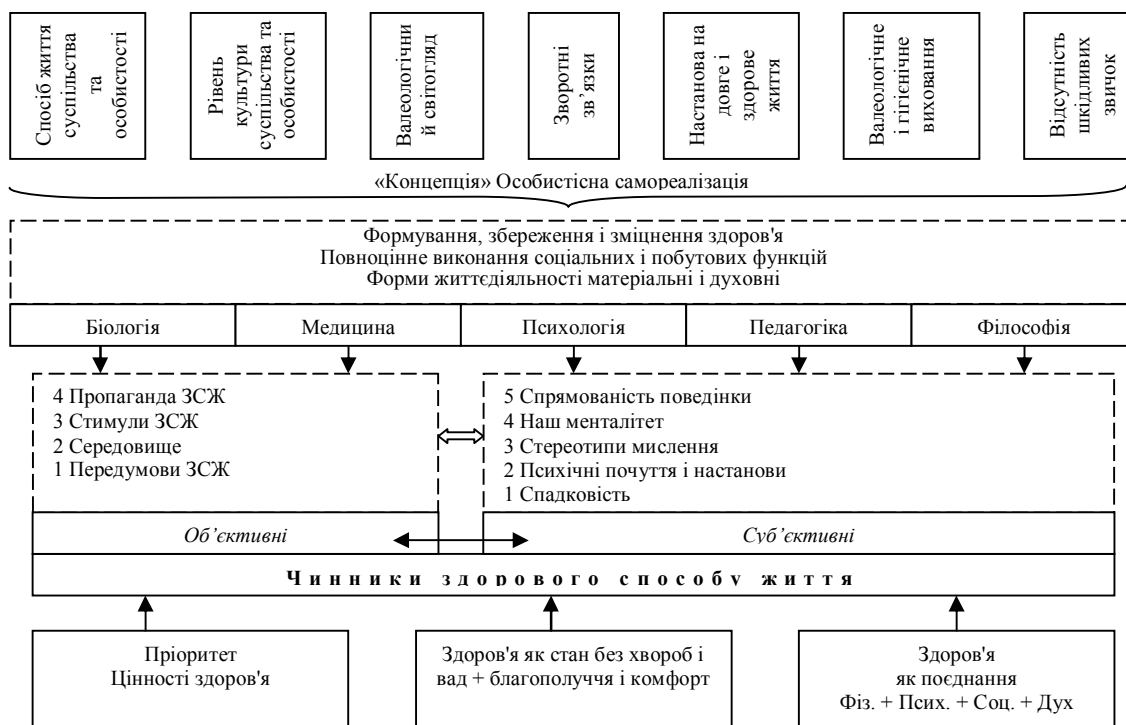 Спосіб життя
суспільства
та
особистості
Рівень
культури
суспільства та
особистості
Валеологічни
й світогляд
Зворотні
зв’язки
Настанова на
довге і
здорове
життя
Валеологічне
і гігієнічне
виховання
Відсутність
шкідливих
звичок
«Концепція» Особистісна самореалізація
Формування, збереження і зміцнення здоров'я
Повноцінне виконання соціальних і побутових функцій
Форми життєдіяльності матеріальні і духовні
Біологія
Медицина
Психологія
Педагогіка
Філософія
4 Пропаганда ЗСЖ
3 Стимули ЗСЖ
2 Середовище
1 Передумови ЗСЖ
5 Спрямованість поведінки
4 Наш менталітет
3 Стереотипи мислення
2 Психічні почуття і настанови
1 Спадковість
Об’єктивні
Суб’єктивні
Чинники здорового способу життя
Пріоритет
Цінності здоров'я
Здоров'я як стан без хвороб і
вад + благополуччя і комфорт
Здоров'я
як поєднання
Фіз. + Псих. + Соц. + Дух